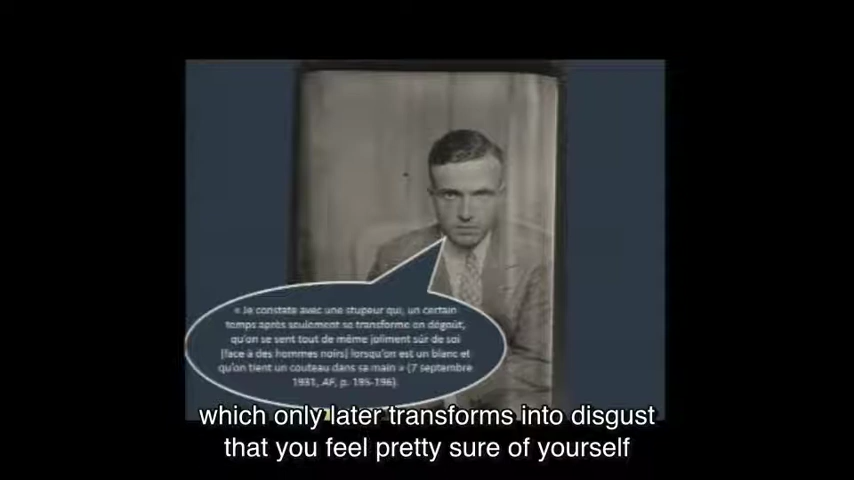 « Je constate avec une stupeur qui, un certain
temps après seulement se transforme en dégoût,
qu'on se sent tout de même joliment sûr de soi
[face à des hommes noirs] lorsqu'on est un blanc et
qu'on tient un couteau dans sa main » (7 septembre
1931, AF, p. 195-196).
which only later transforms into disgust
that you feel pretty sure of yourself